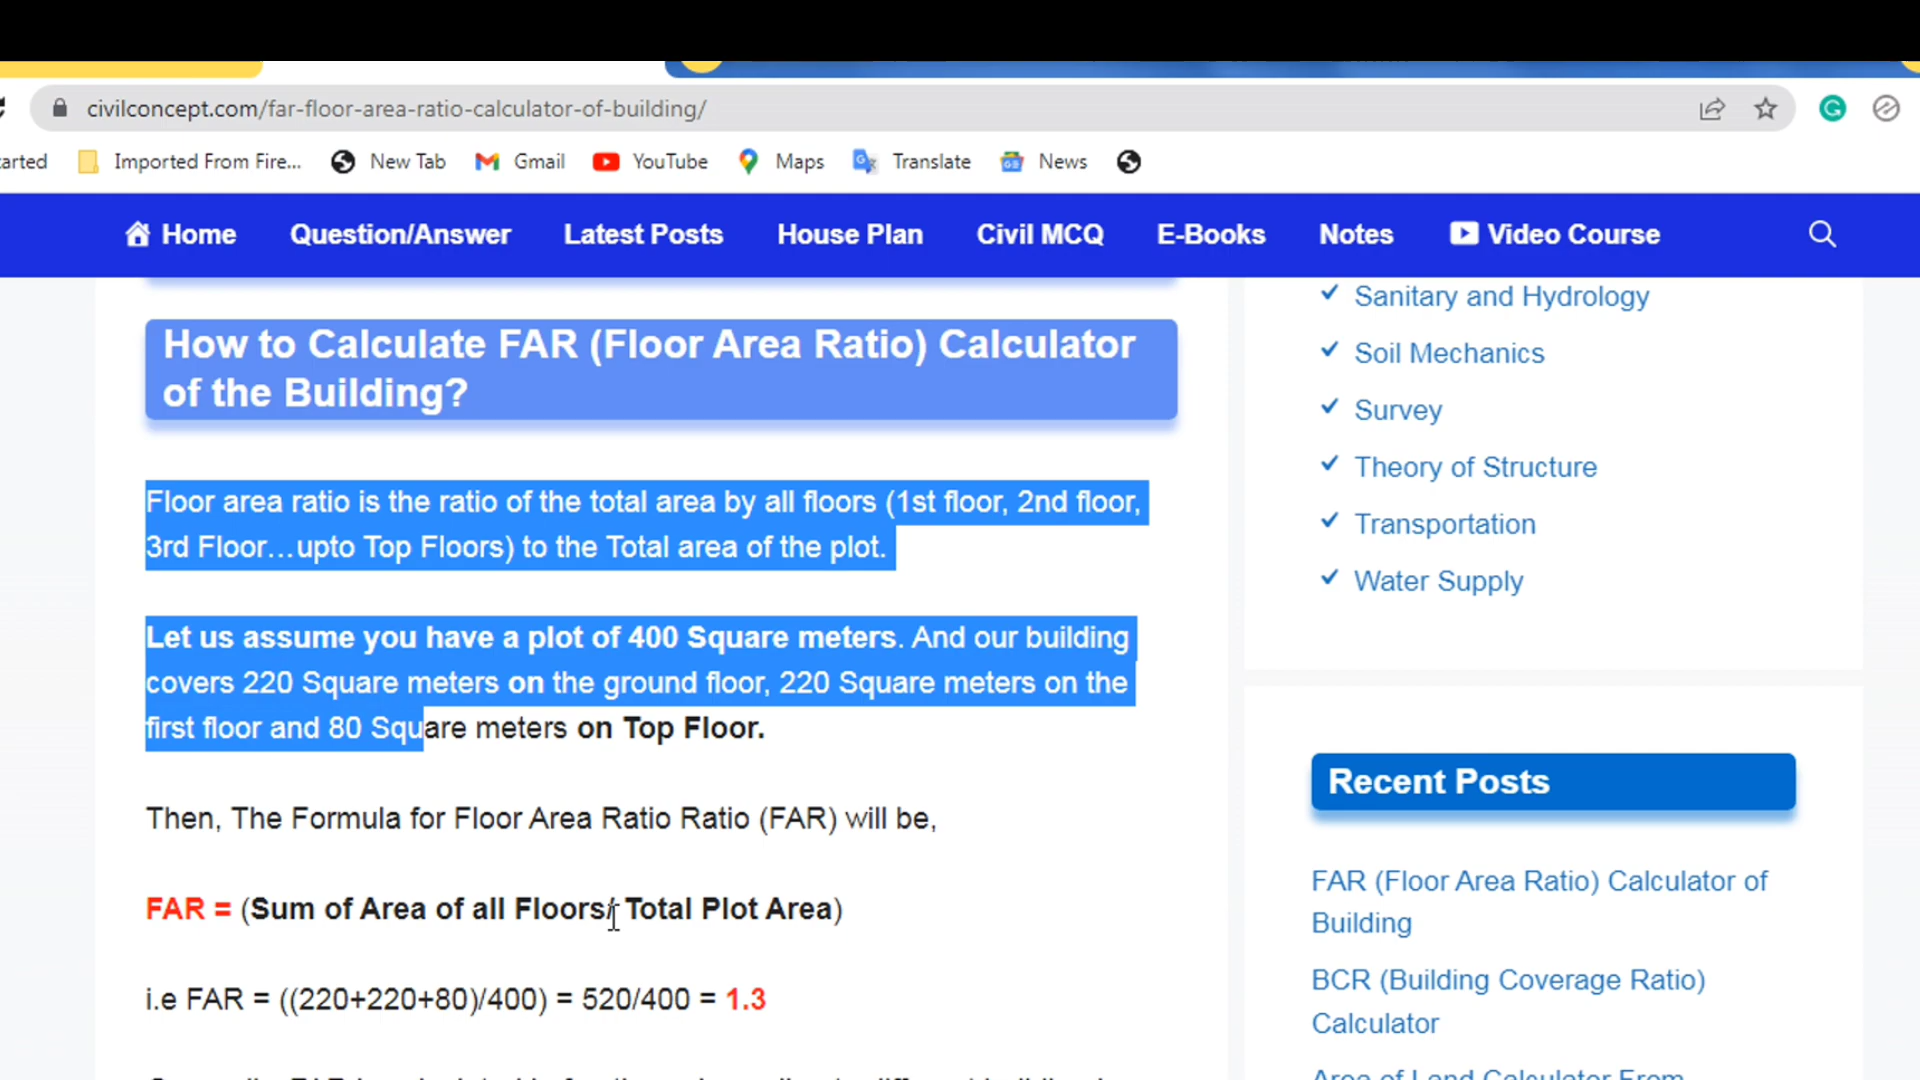 civilconcept.com/far-floor-area-ratio-calculator-of-building/
arted Imported From Fire... New Tab Gmail YouTube Maps Translate News
Home Question/Answer Latest Posts House Plan Civil MCQ E-Books Notes Video Course
How to Calculate FAR (Floor Area Ratio) Calculator
of the Building?
Floor area ratio is the ratio of the total area by all floors (1st floor, 2nd floor,
3rd Floor…upto Top Floors) to the Total area of the plot.
Let us assume you have a plot of 400 Square meters. And our building
covers 220 Square meters on the ground floor, 220 Square meters on the
first floor and 80 Square meters on Top Floor.
Then, The Formula for Floor Area Ratio Ratio (FAR) will be,
FAR = (Sum of Area of all Floors/ Total Plot Area)
i.e FAR = ((220+220+80)/400) = 520/400 = 1.3
Sanitary and Hydrology
Soil Mechanics
Survey
Theory of Structure
Transportation
Water Supply
Recent Posts
FAR (Floor Area Ratio) Calculator of
Building
BCR (Building Coverage Ratio)
Calculator
Area of Land Calculator From